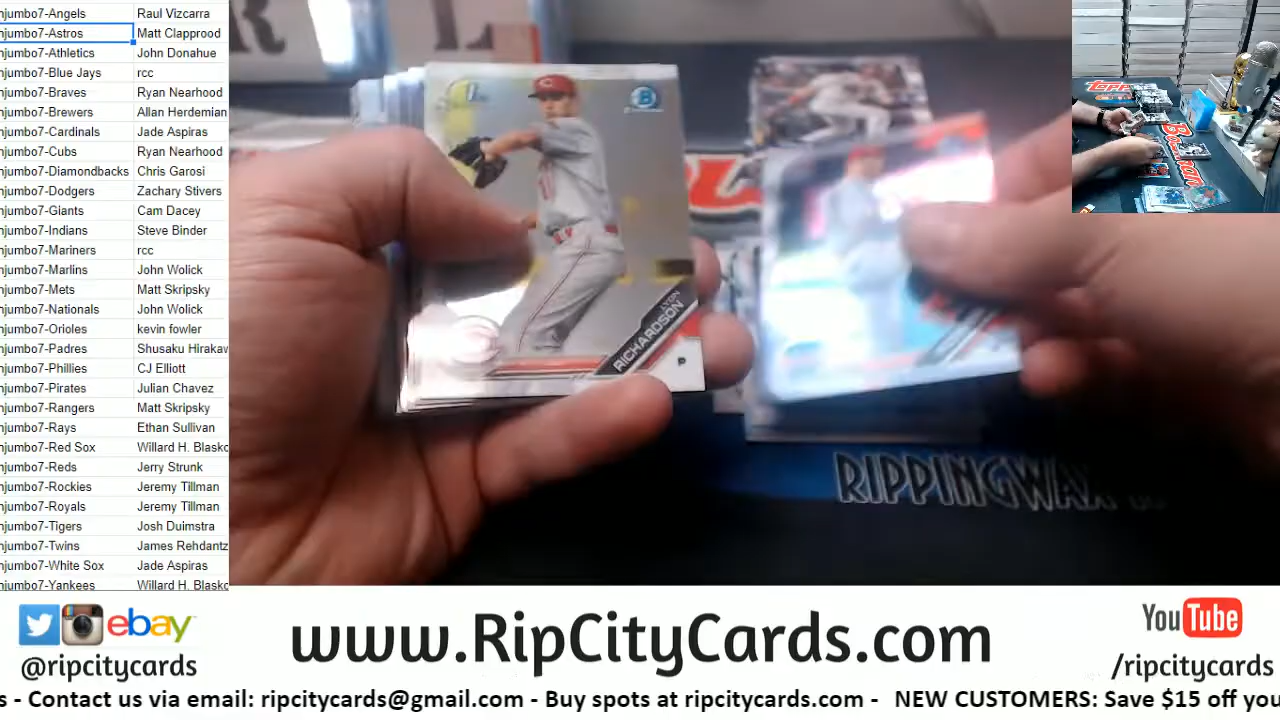 njumbo7-Angels Raul Vizcarra
njumbo7-Astros Matt Clapprood
njumbo7-Athletics John Donahue
njumbo7-Blue Jays rcc
njumbo7-Braves Ryan Nearhood
njumbo7-Brewers Allan Herdeman
njumbo7-Cardinals Jade Aspiras
njumbo7-Cubs Ryan Nearhood
njumbo7-Diamondbacks Chris Garosi
njumbo7-Dodgers Zachary Stivers
njumbo7-Giants Cam Dacey
njumbo7-Indians Steve Binder
njumbo7-Mariners rcc
njumbo7-Marlins John Wolick
njumbo7-Mets Matt Skripsky
njumbo7-Nationals John Wolick
njumbo7-Orioles kevin fowler
njumbo7-Padres Shusaku Hirakaw
njumbo7-Phillies CJ Elliott
njumbo7-Pirates Julian Chavez
njumbo7-Rangers Matt Skripsky
njumbo7-Rays Ethan Sullivan
njumbo7-Red Sox Willard H. Blasko
njumbo7-Reds Jerry Strunk
njumbo7-Rockies Jeremy Tillman
njumbo7-Royals Jeremy Tillman
njumbo7-Tigers Josh Duimstra
njumbo7-Twins James Rehdantz
njumbo7-White Sox Jade Aspiras
njumbo7-Yankees Willard H. Blasko
LYON
RICHARDSON
P
TOPPS
Bowman
RIPPINGWAX
ebay
@ripcitycards
www.RipCityCards.com
YouTube
/ripcitycards
s - Contact us via email: ripcitycards@gmail.com - Buy spots at ripcitycards.com - NEW CUSTOMERS: Save $15 off you